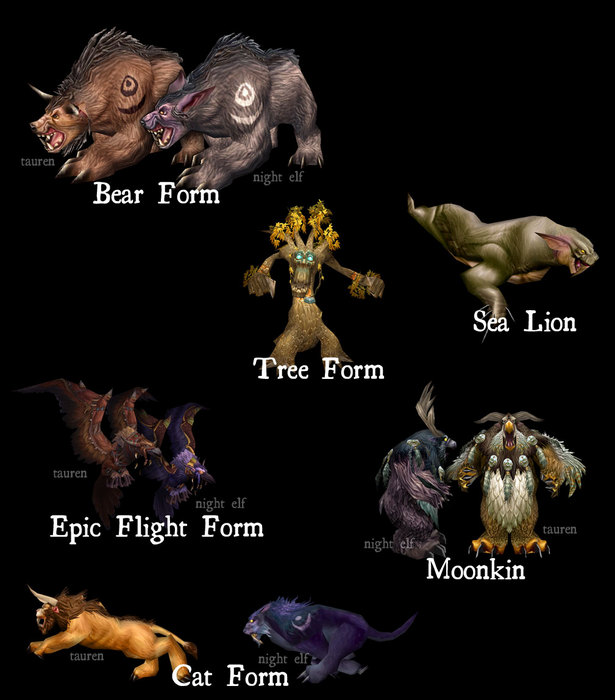 tauren
night elf
Bear Form
Sea Lion
Tree Form
tauren
night elf
Epic Flight Form
tauren
night elf
Moonkin
tauren
night elf
Cat Form